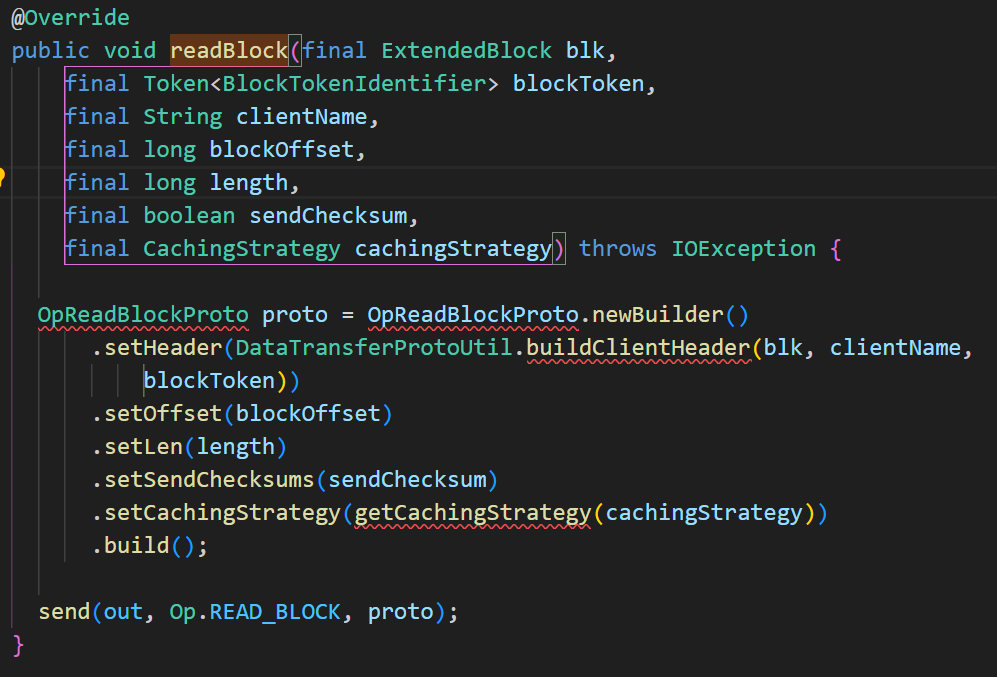 @Override
public void readBlock(final ExtendedBlock blk,
final Token<BlockTokenIdentifier> blockToken,
final String clientName,
final long blockOffset,
final long length,
final boolean sendChecksum,
final CachingStrategy cachingStrategy) throws IOException {
OpReadBlockProto proto = OpReadBlockProto.newBuilder()
.setHeader(DataTransferProtoUtil.buildClientHeader(blk, clientName,
blockToken))
.setOffset(blockOffset)
.setLen(length)
.setSendChecksums(sendChecksum)
.setCachingStrategy(getCachingStrategy(cachingStrategy))
.build();
send(out, Op.READ_BLOCK, proto);
}